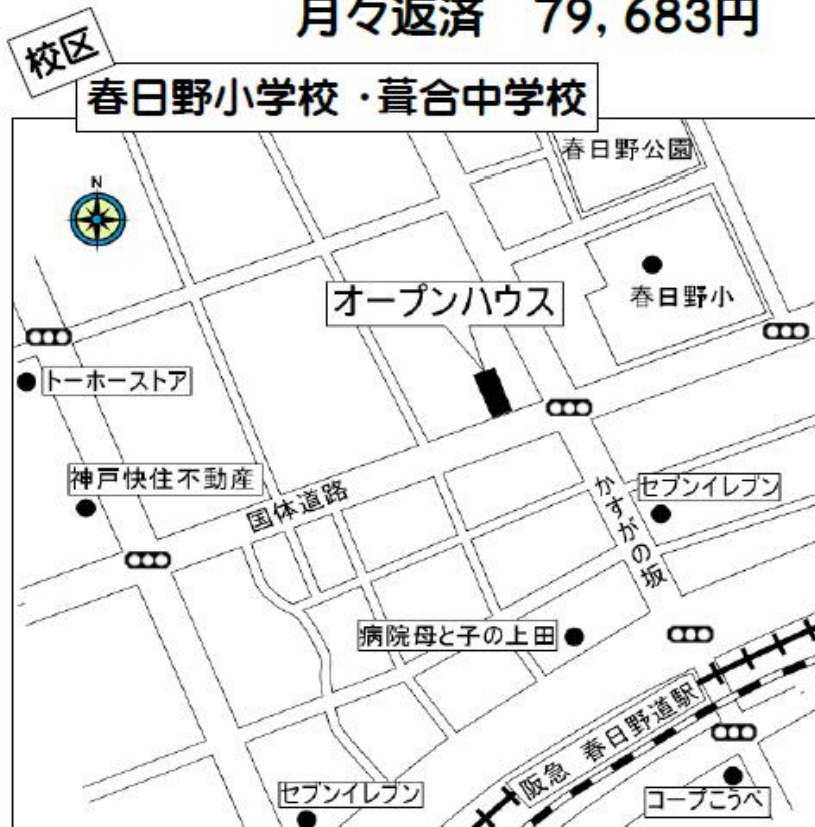 月々返済 79,683円
校区
春日野小学校・葺合中学校
春日野公園
N
オープンハウス
春日野小
トーホーストア
神戸快住不動産
国体道路
セブンイレブン
かすがの坂
病院母と子の上田
阪急 春日野道駅
セブンイレブン
コープこうべ